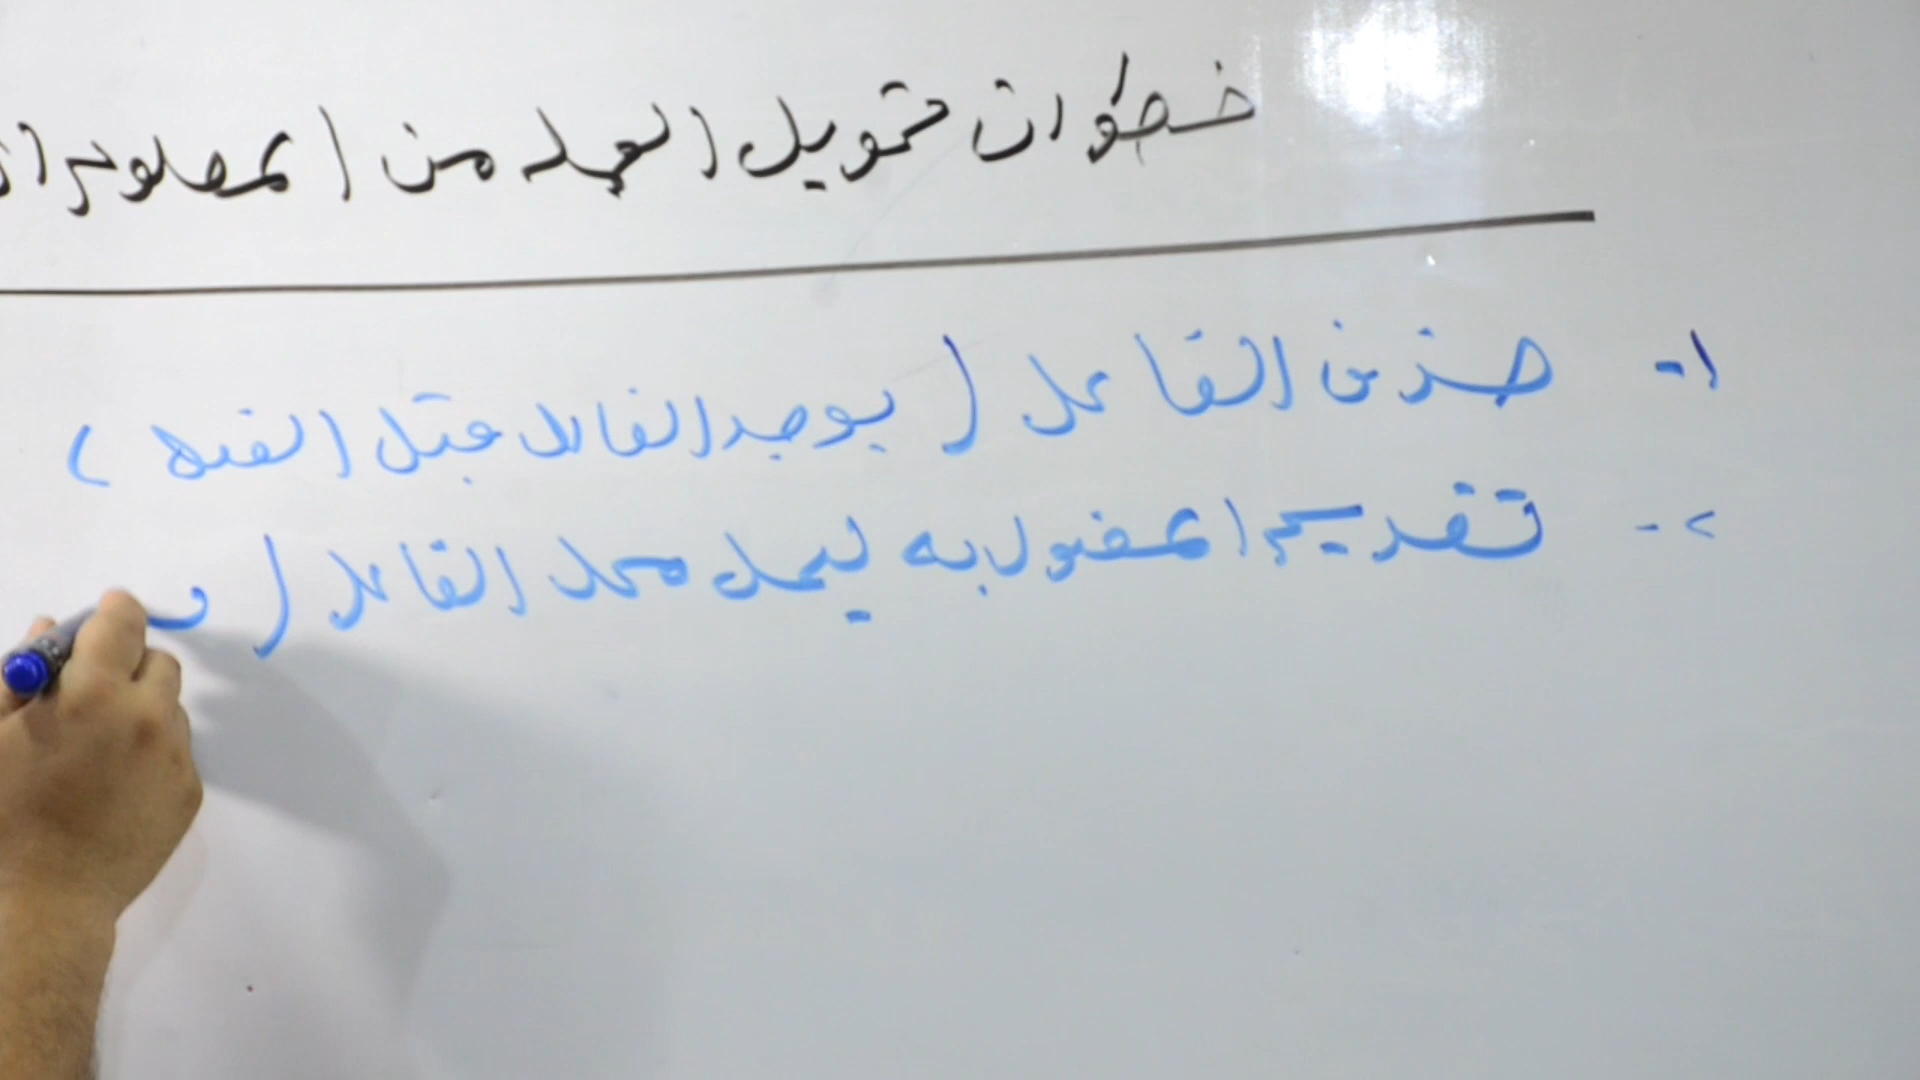 خطوات تحويل الجملة من المعلوم
١- حذف الفاعل ( يوجد الفاعل قبل الفعل )
٢- تقديم المفعول به ليحل محل الفاعل (